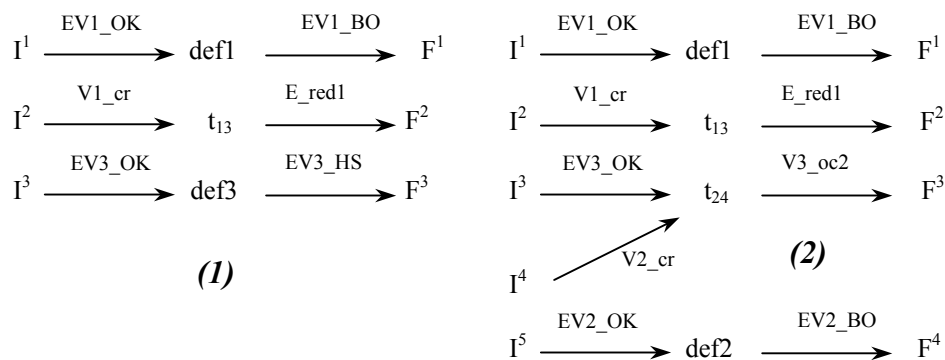 EV1_OK EV1_BO
I¹ def1 F¹
V1_cr E_red1
I² t₁₃ F²
EV3_OK EV3_HS
I³ def3 F³
(1)
EV1_OK EV1_BO
I¹ def1 F¹
V1_cr E_red1
I² t₁₃ F²
EV3_OK V3_oc2
I³ t₂₄ F³
V2_cr (2)
I⁴
EV2_OK EV2_BO
I⁵ def2 F⁴